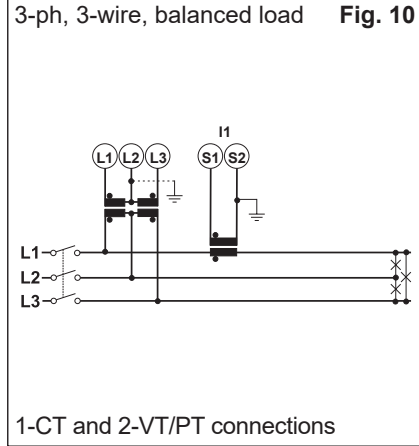 3-ph, 3-wire, balanced load Fig. 10
I1
L1 L2 L3 S1 S2
L1
L2
L3
1-CT and 2-VT/PT connections